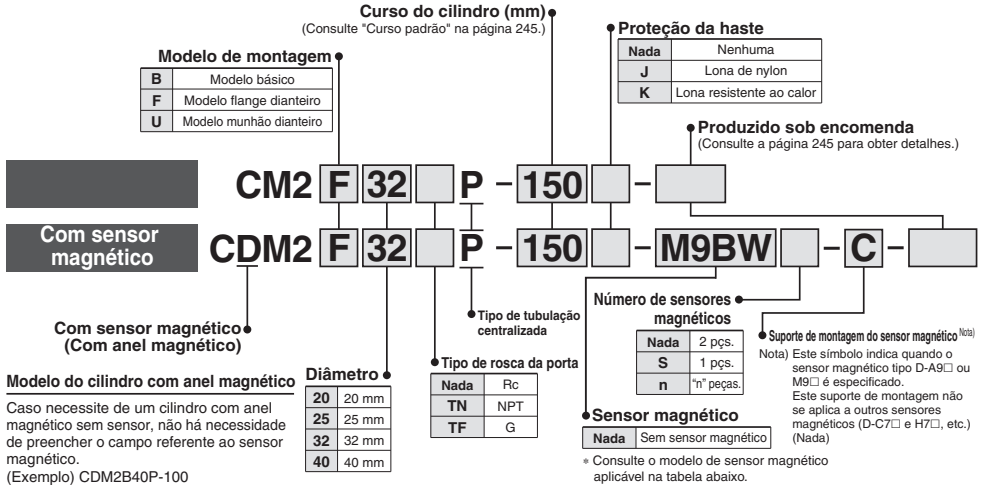 Curso do cilindro (mm)
(Consulte "Curso padrão" na página 245.)
Proteção da haste
Nada Nenhuma
J Lona de nylon
K Lona resistente ao calor
Modelo de montagem
B Modelo básico
F Modelo flange dianteiro
U Modelo munhão dianteiro
Produzido sob encomenda
(Consulte a página 245 para obter detalhes.)
CM2 F 32 P - 150 -
Com sensor
magnético
CDM2 F 32 P - 150 - M9BW - C -
Com sensor magnético
(Com anel magnético)
Tipo de tubulação
centralizada
Número de sensores
magnéticos
Nada 2 pçs.
S 1 pçs.
n "n" peças.
Suporte de montagem do sensor magnético Nota)
Nota) Este símbolo indica quando o
sensor magnético tipo D-A9□ ou
M9□ é especificado.
Este suporte de montagem não
se aplica a outros sensores
magnéticos (D-C7□ e H7□, etc.)
(Nada)
Modelo do cilindro com anel magnético
Caso necessite de um cilindro com anel
magnético sem sensor, não há necessidade
de preencher o campo referente ao sensor
magnético.
(Exemplo) CDM2B40P-100
Diâmetro
20 20 mm
25 25 mm
32 32 mm
40 40 mm
Tipo de rosca da porta
Nada Rc
TN NPT
TF G
Sensor magnético
Nada Sem sensor magnético
* Consulte o modelo de sensor magnético
aplicável na tabela abaixo.